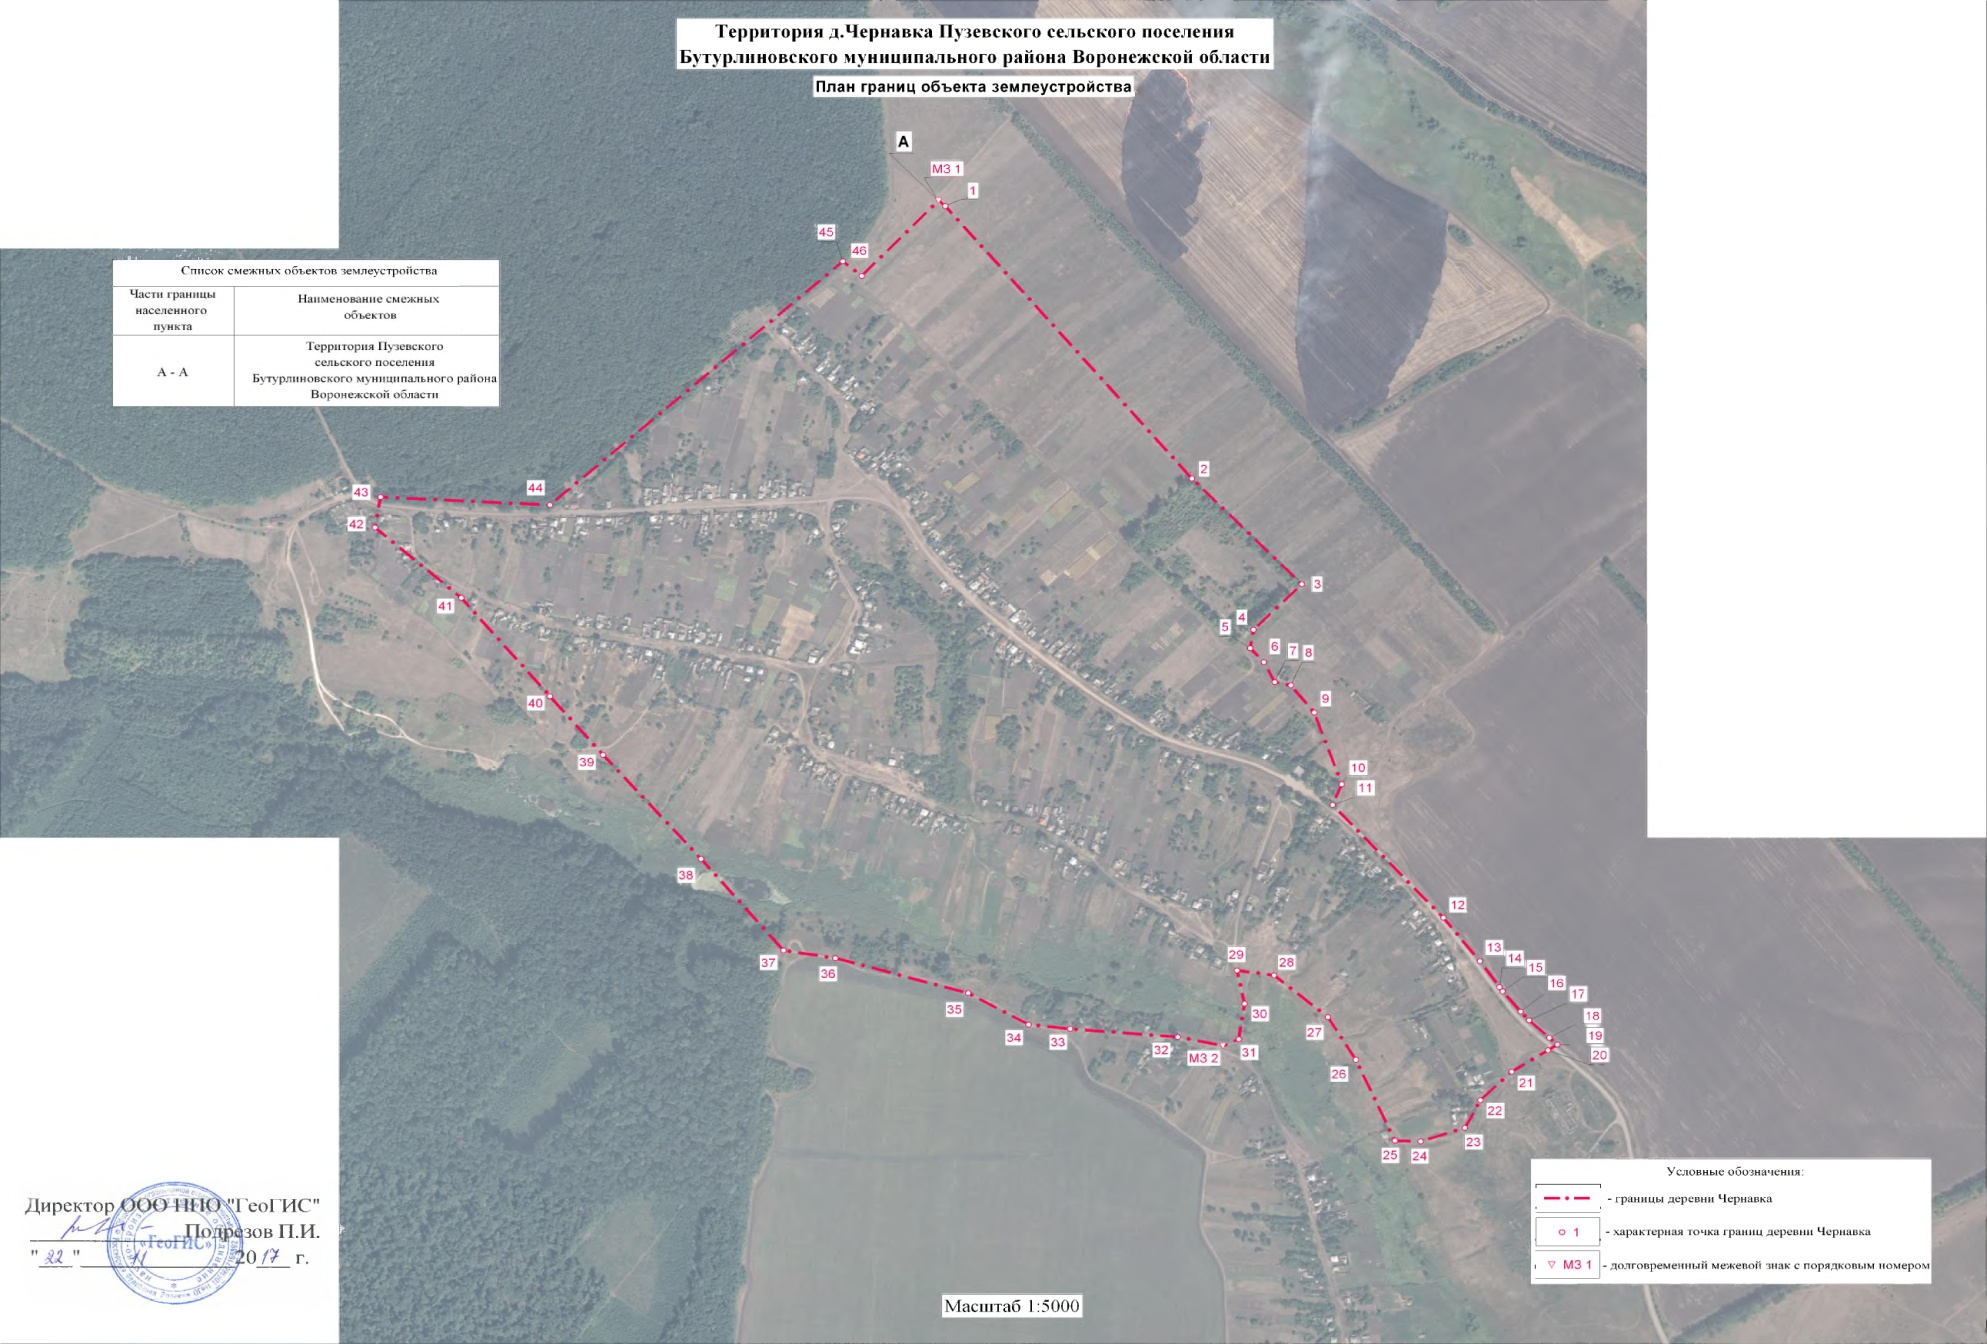 Территория д.Чернавка Пузевского сельского поселения
Бутурлиновского муниципального района Воронежской области
План границ объекта землеустройства
А
МЗ 1
1
45
46
Список смежных объектов землеустройства
Части границы
населенного
пункта
Наименование смежных
объектов
А - А
Территория Пузевского
сельского поселения
Бутурлиновского муниципального района
Воронежской области
2
44
43
42
3
41
4
5
6
7
8
9
40
39
10
11
38
12
13
14
15
16
17
18
19
20
21
22
23
24
25
26
27
28
29
30
31
МЗ 2
32
33
34
35
36
37
Условные обозначения:
- границы деревни Чернавка
1 - характерная точка границ деревни Чернавка
МЗ 1 - долговременный межевой знак с порядковым номером
Директор ООО НПО "ГеоГИС"
Подрезов П.И.
"22" 11 2017 г.
«ГеоГИС»
Масштаб 1:5000